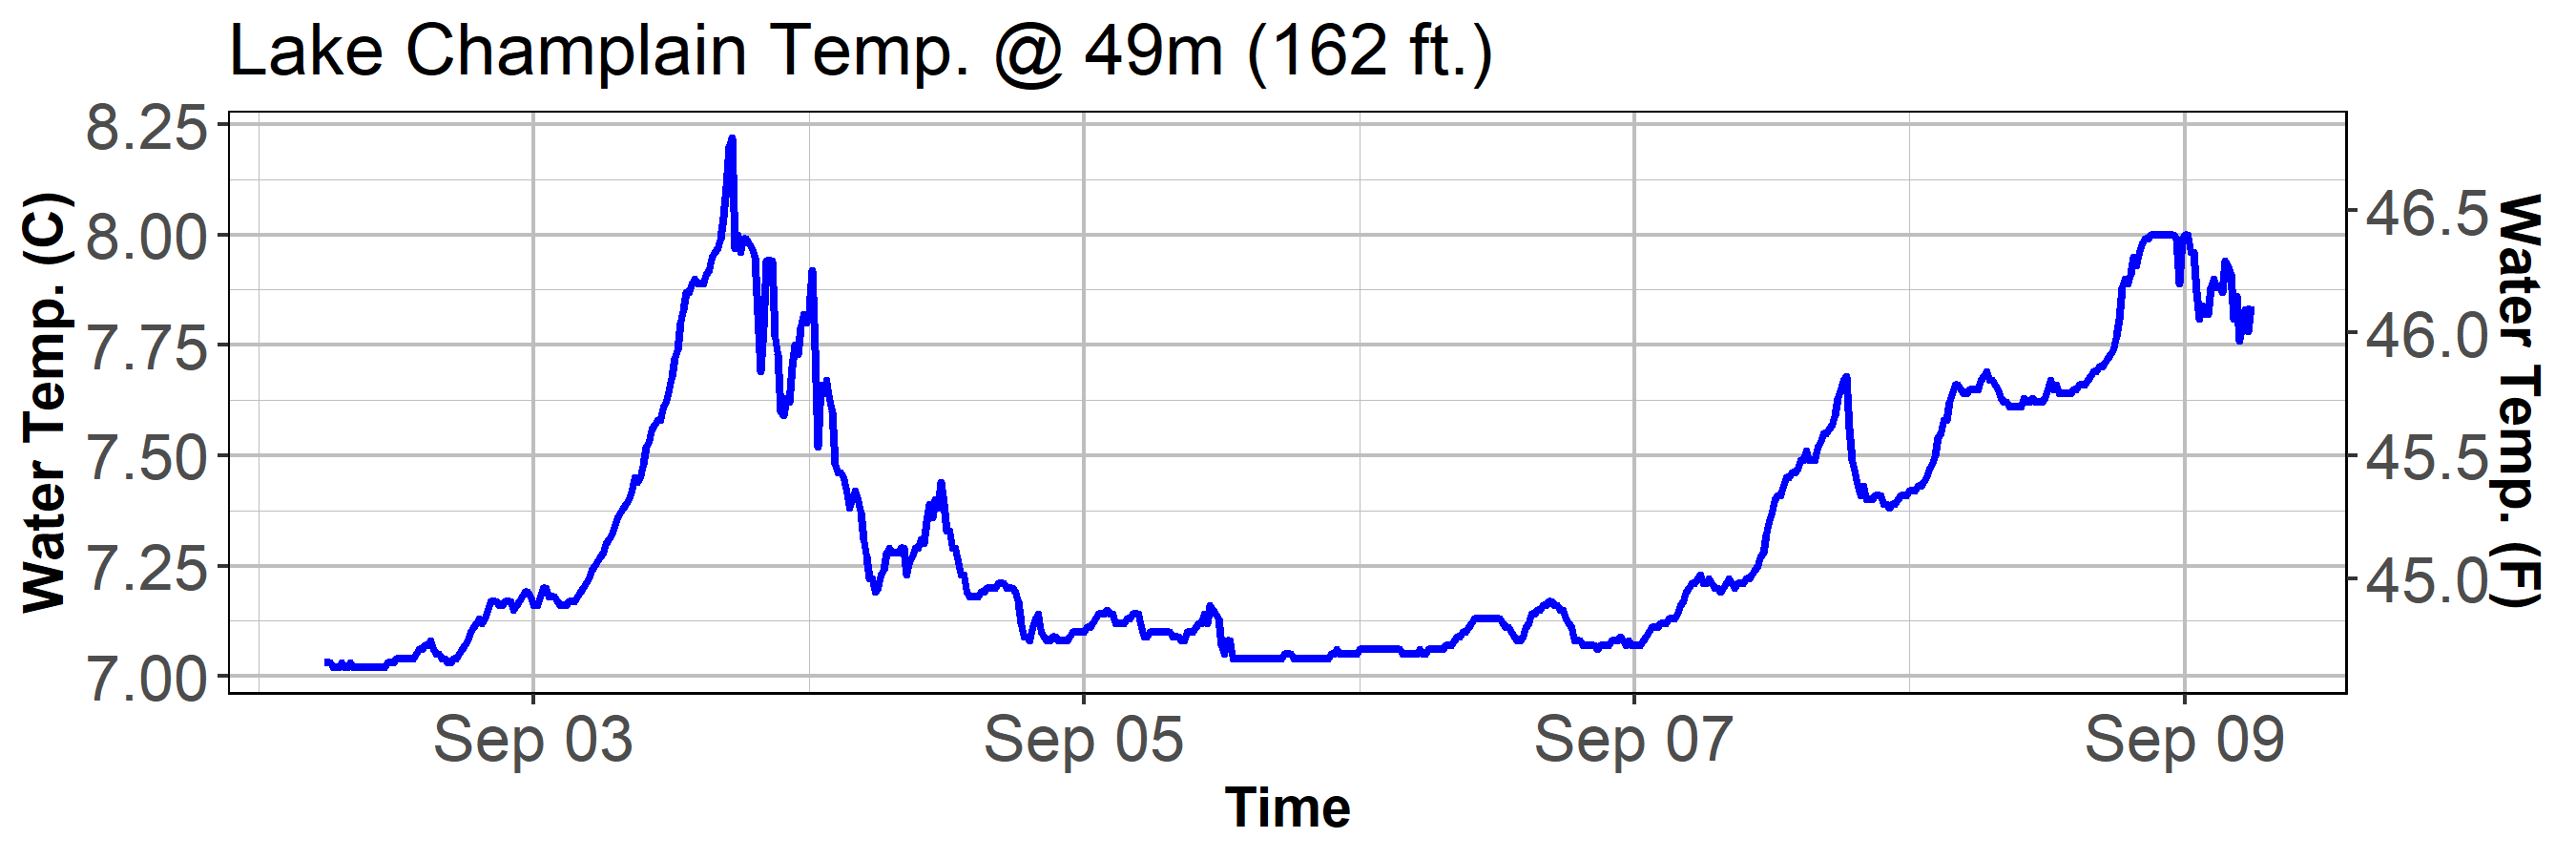 Lake Champlain Temp. @ 49m (162 ft.)
Water Temp. (C)
8.25
8.00
7.75
7.50
7.25
7.00
46.5
46.0
45.5
45.0
Water Temp. (F)
Sep 03
Sep 05
Sep 07
Sep 09
Time